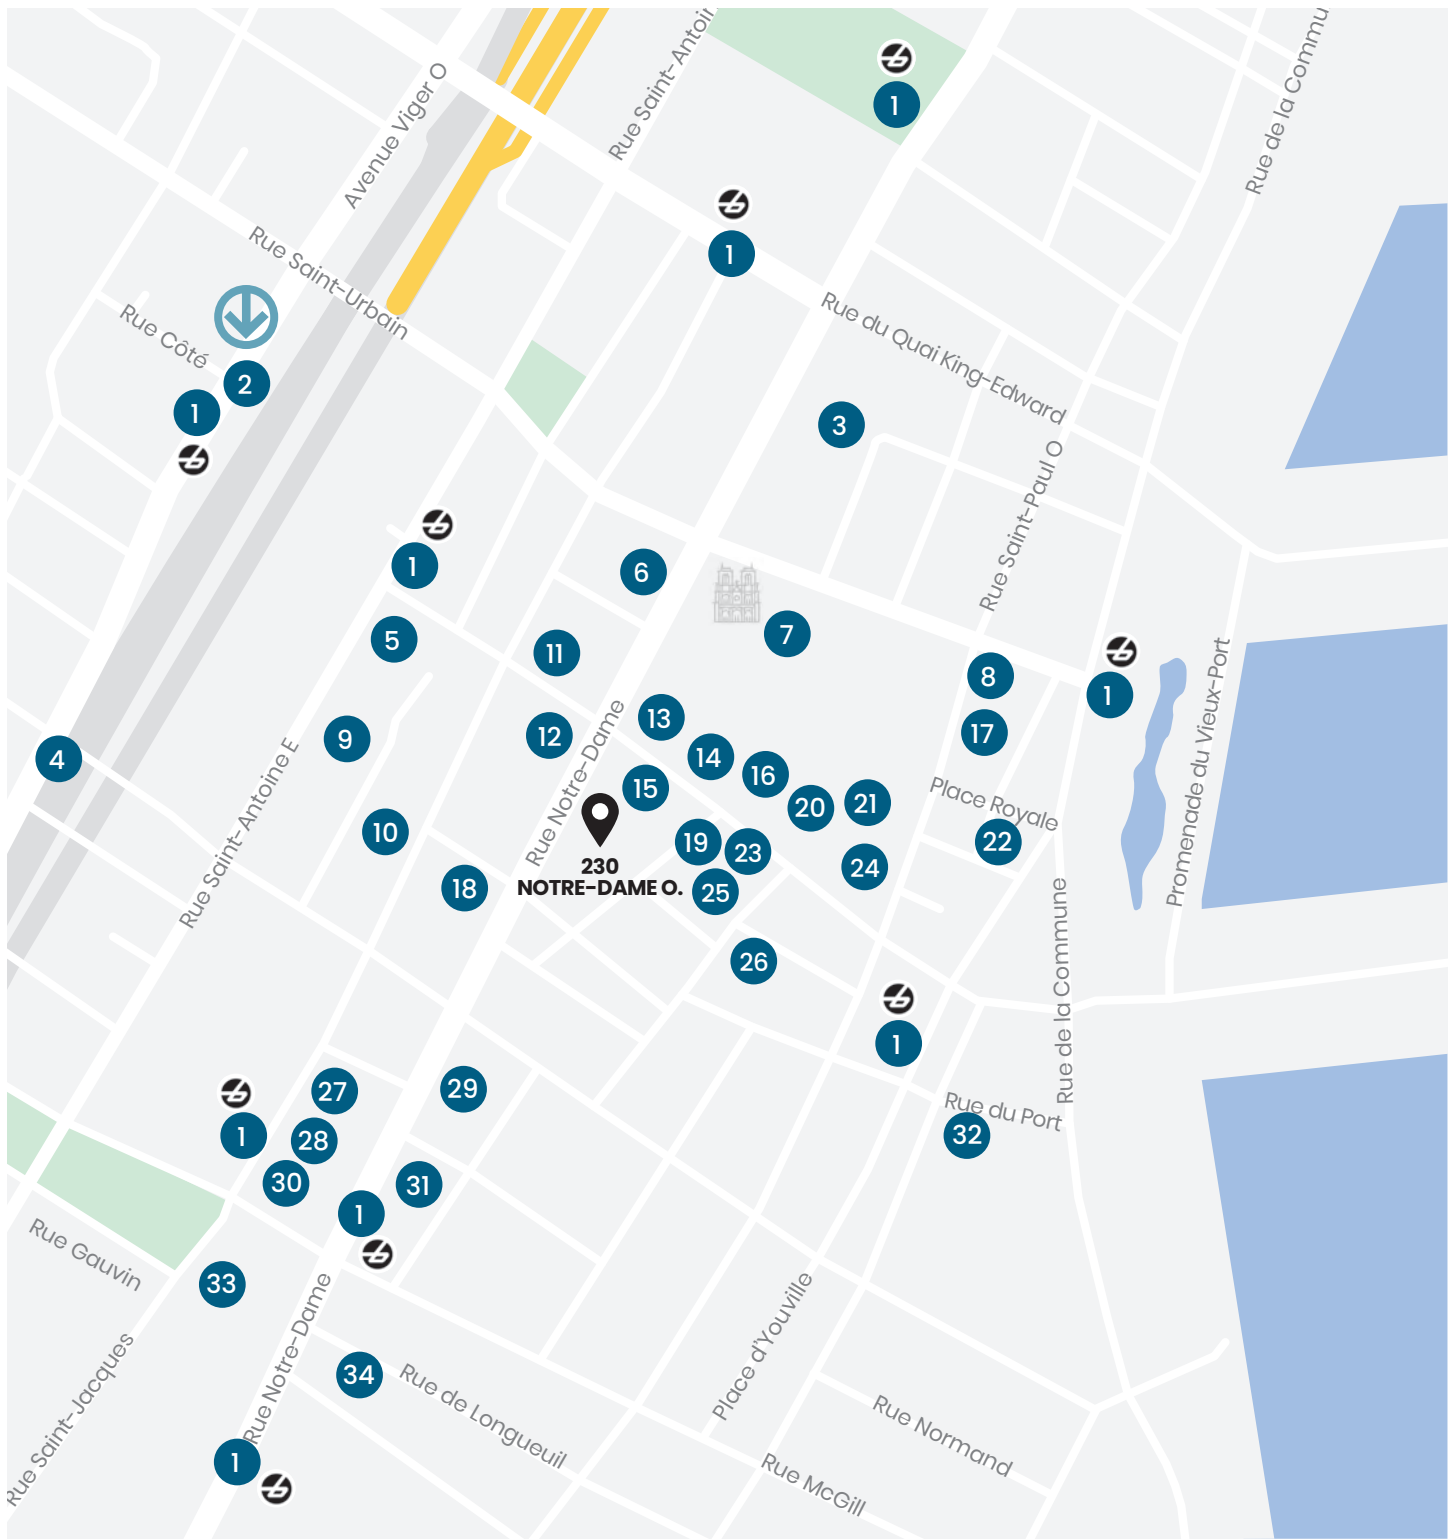 Rue Saint-Antoi
Rue de la Commu
Avenue Viger O
1
1
Rue Saint-Urbain
Rue Côté
Rue du Quai King-Edward
2
1
3
Rue Saint-Paul O
1
6
5
7
11
8
1
Promenade du Vieux-Port
13
17
12
9
4
14
16
Rue Notre-Dame
15
Place Royale
20
21
Rue Saint-Antoine E
10
19
22
23
230
NOTRE-DAME O.
24
18
25
26
Rue de la Commune
1
27
29
Rue du Port
1
28
32
30
31
1
Rue Gauvin
33
Rue Notre-Dame
Place d'Youville
34
Rue de Longueuil
Rue Saint-Jacques
Rue Normand
1
Rue McGill